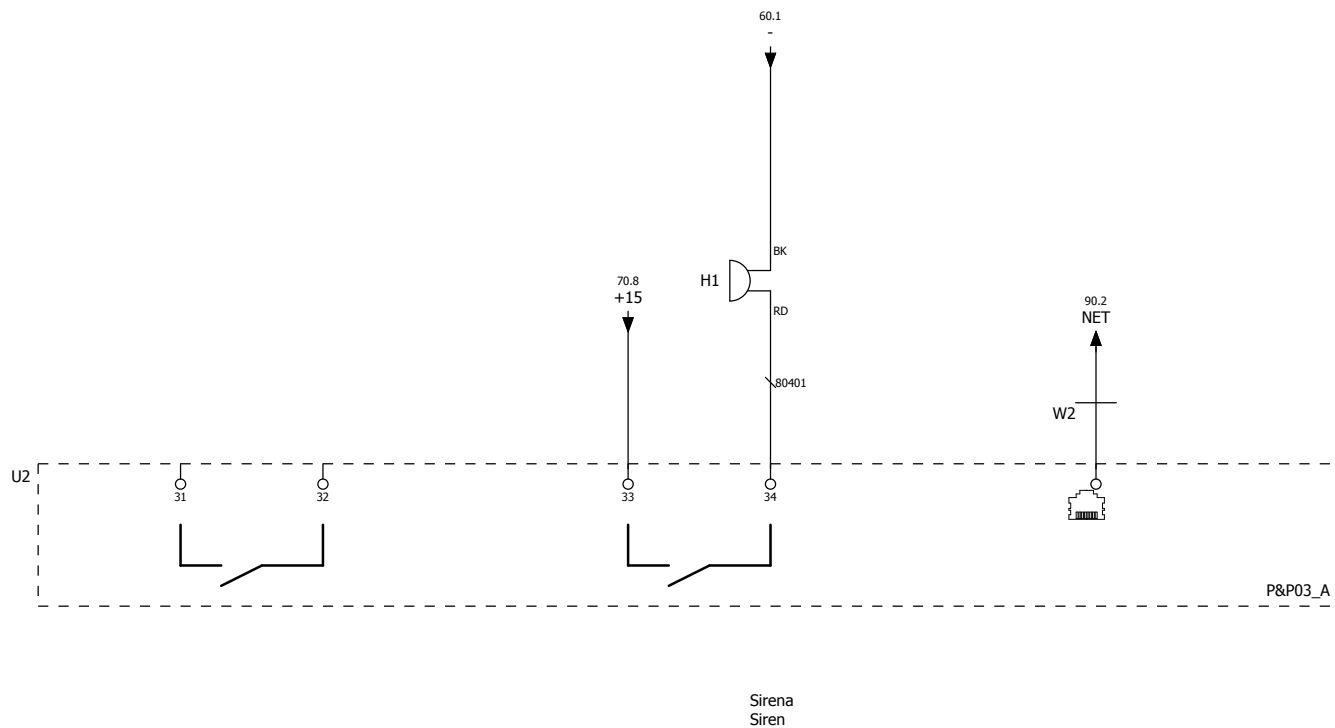 60.1
-
BK
H1
70.8
+15
RD
90.2
NET
80401
W2
U2
31
32
33
34
P&P03_A
Sirena
Siren